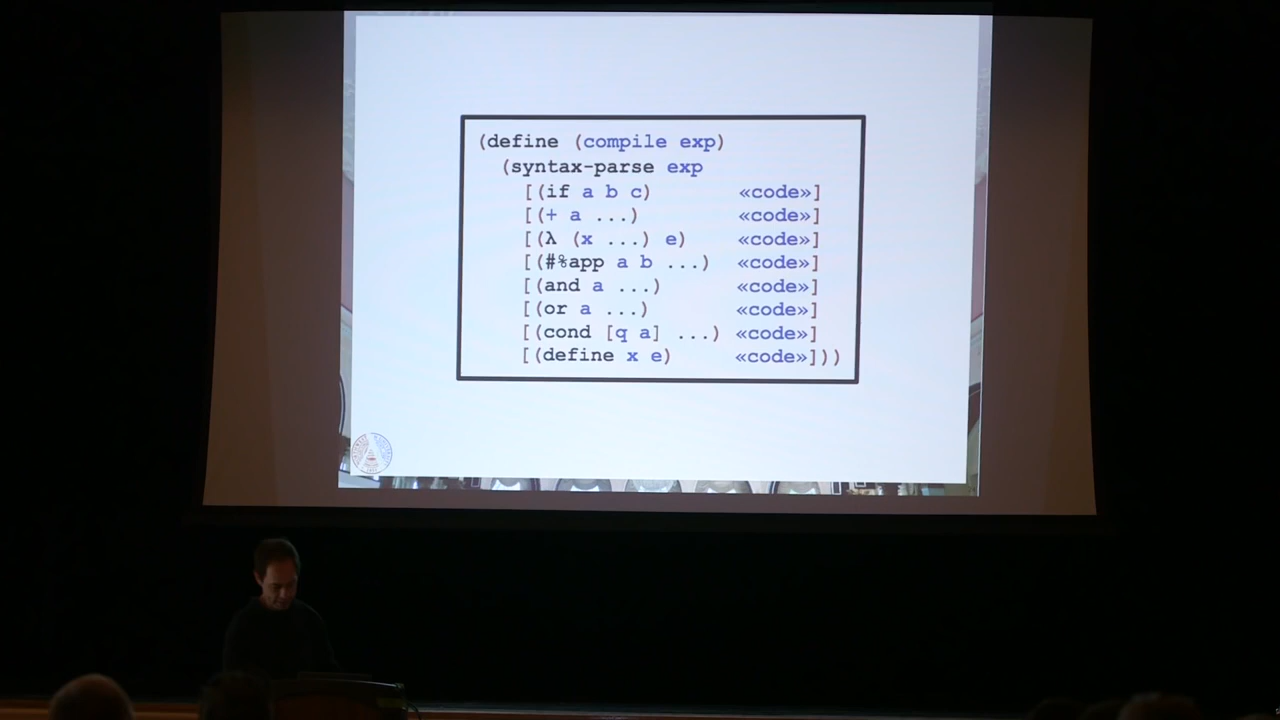 (define (compile exp)
(syntax-parse exp
[(if a b c) «code»]
[(+ a ...) «code»]
[(λ (x ...) e) «code»]
[(#%app a b ...) «code»]
[(and a ...) «code»]
[(or a ...) «code»]
[(cond [q a] ...) «code»]
[(define x e) «code»]))